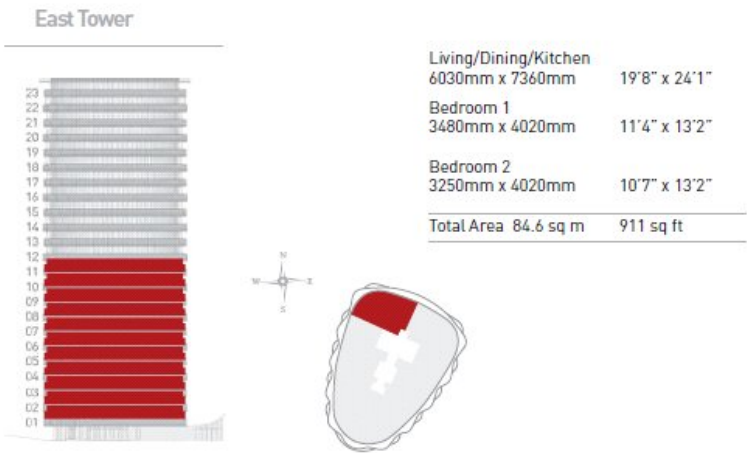 East Tower
23
22
21
20
19
18
17
16
15
14
13
12
11
10
09
08
07
06
05
04
03
02
01
N
W E
S
Living/Dining/Kitchen
6030mm x 7360mm 19'8" x 24'1"
Bedroom 1
3480mm x 4020mm 11'4" x 13'2"
Bedroom 2
3250mm x 4020mm 10'7" x 13'2"
Total Area 84.6 sq m 911 sq ft